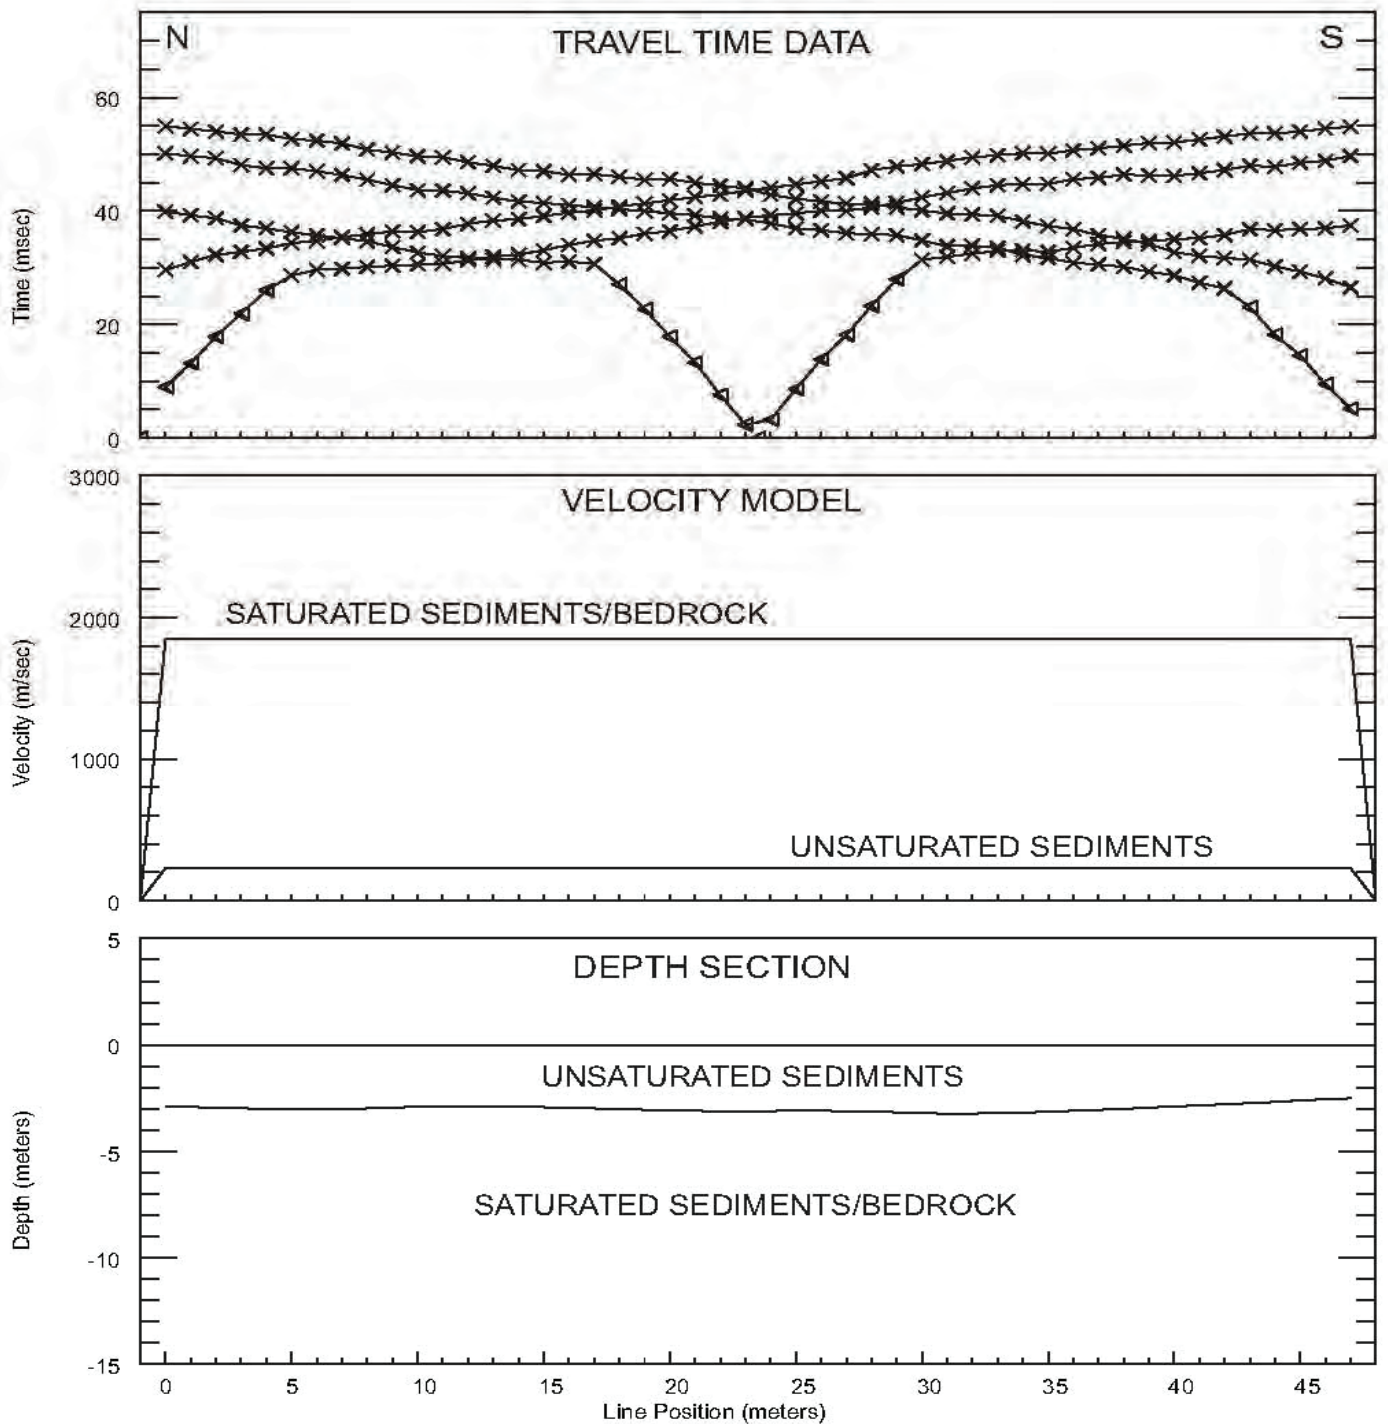 N
TRAVEL TIME DATA
S
60
40
20
0
Time (msec)
3000
VELOCITY MODEL
SATURATED SEDIMENTS/BEDROCK
2000
1000
UNSATURATED SEDIMENTS
0
Velocity (m/sec)
5
DEPTH SECTION
0
UNSATURATED SEDIMENTS
-5
SATURATED SEDIMENTS/BEDROCK
-10
-15
Depth (meters)
0 5 10 15 20 25 30 35 40 45
Line Position (meters)